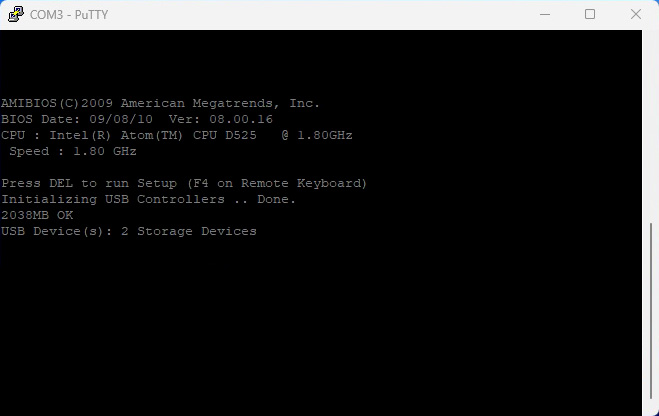 COM3 - PuTTY
AMIBIOS(C)2009 American Megatrends, Inc.
BIOS Date: 09/08/10  Ver: 08.00.16
CPU : Intel(R) Atom(TM) CPU D525   @ 1.80GHz
 Speed : 1.80 GHz
Press DEL to run Setup (F4 on Remote Keyboard)
Initializing USB Controllers .. Done.
2038MB OK
USB Device(s): 2 Storage Devices